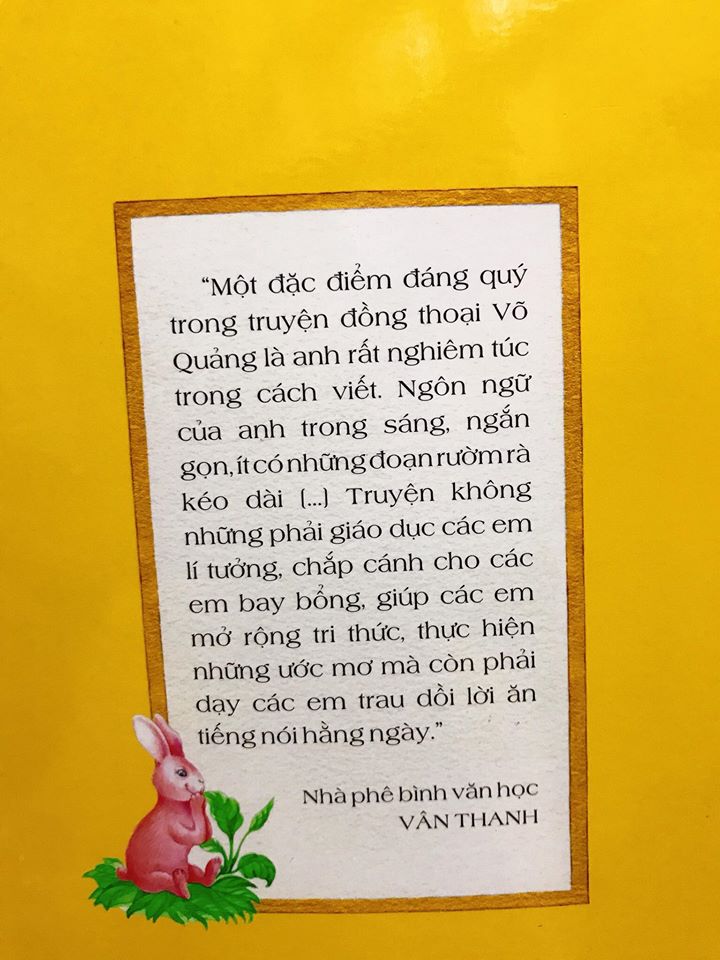 “Một đặc điểm đáng quý
trong truyện đồng thoại Võ
Quảng là anh rất nghiêm túc
trong cách viết. Ngôn ngữ
của anh trong sáng, ngắn
gọn, ít có những đoạn rườm rà
kéo dài (...) Truyện không
những phải giáo dục các em
lí tưởng, chắp cánh cho các
em bay bổng, giúp các em
mở rộng tri thức, thực hiện
những ước mơ mà còn phải
dạy các em trau dồi lời ăn
tiếng nói hằng ngày.”
Nhà phê bình văn học
VÂN THANH